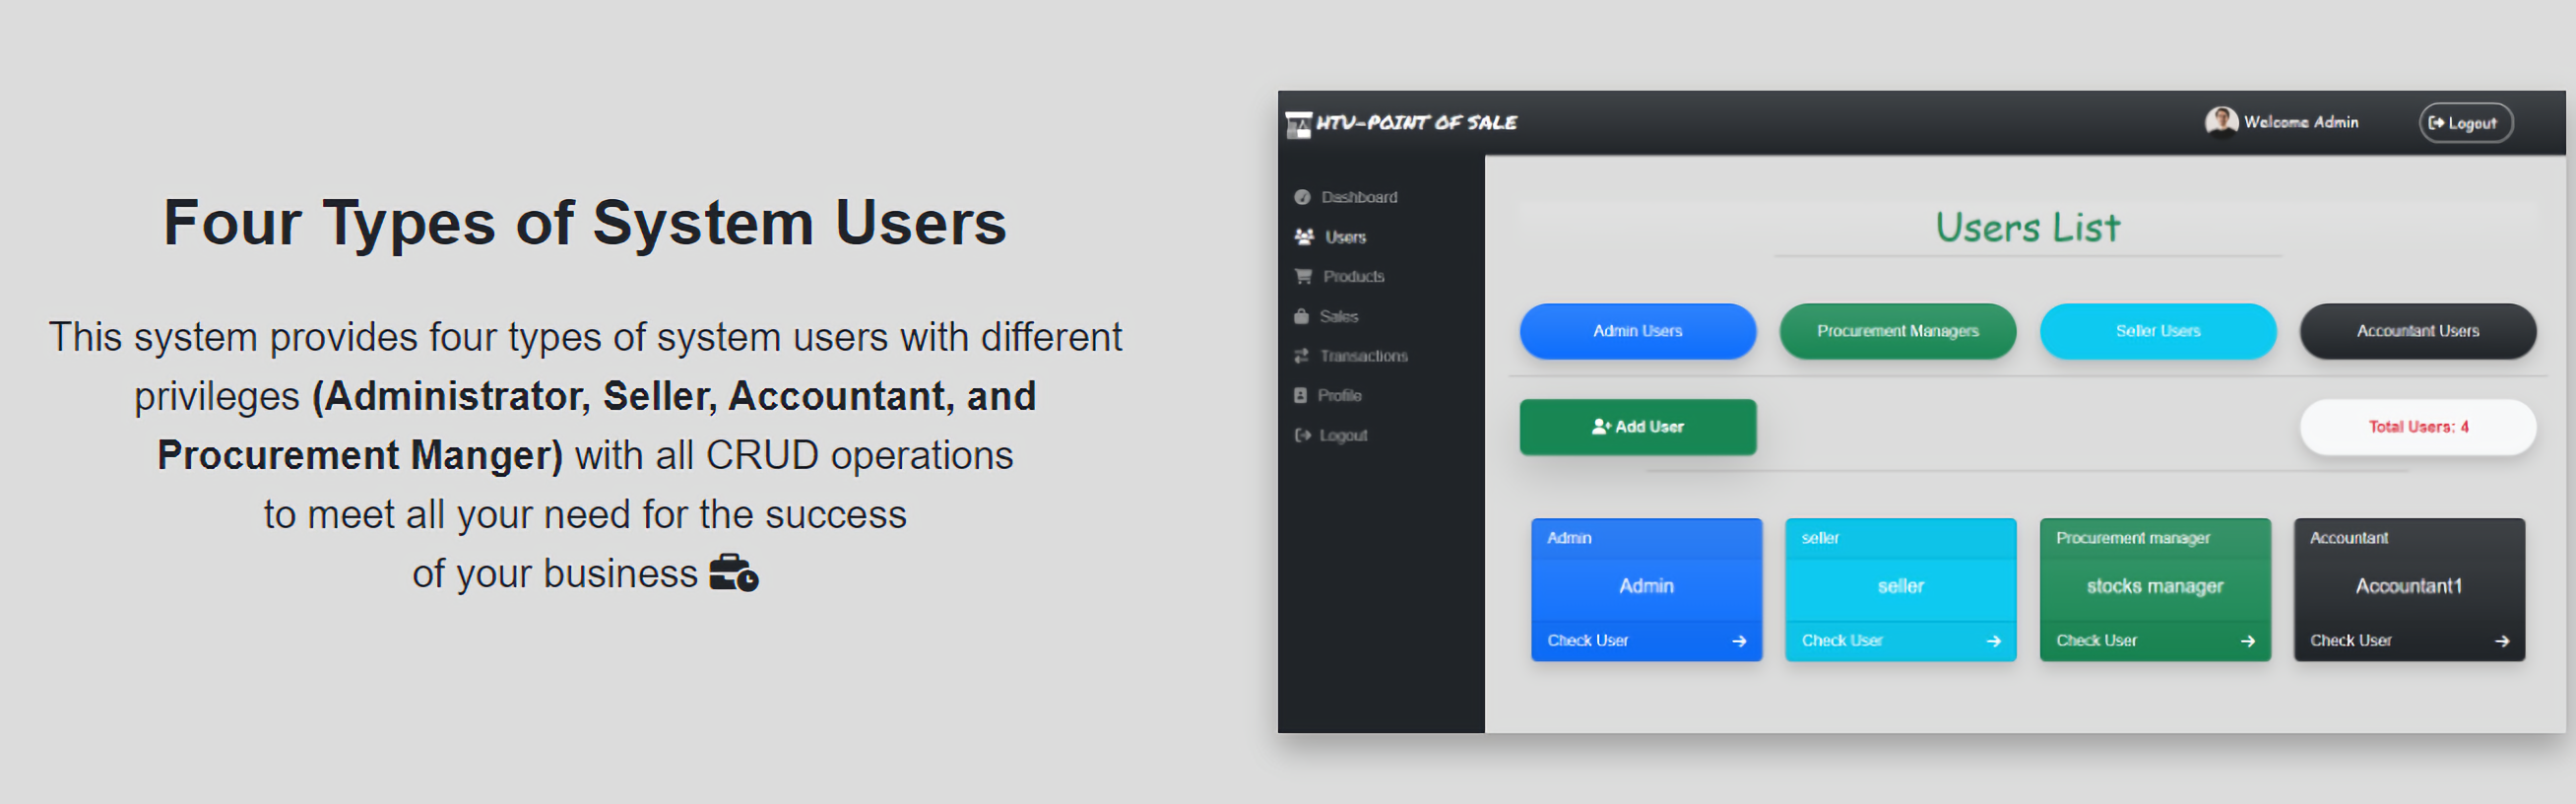 Four Types of System Users
This system provides four types of system users with different
privileges (Administrator, Seller, Accountant, and
Procurement Manger) with all CRUD operations
to meet all your need for the success
of your business
HTU-POINT OF SALE
Welcome Admin
Logout
Dashboard
Users
Products
Sales
Transactions
Profile
Logout
Users List
Admin Users
Procurement Managers
Seller Users
Accountant Users
Add User
Total Users: 4
Admin
Admin
Check User
seller
seller
Check User
Procurement manager
stocks manager
Check User
Accountant
Accountant1
Check User